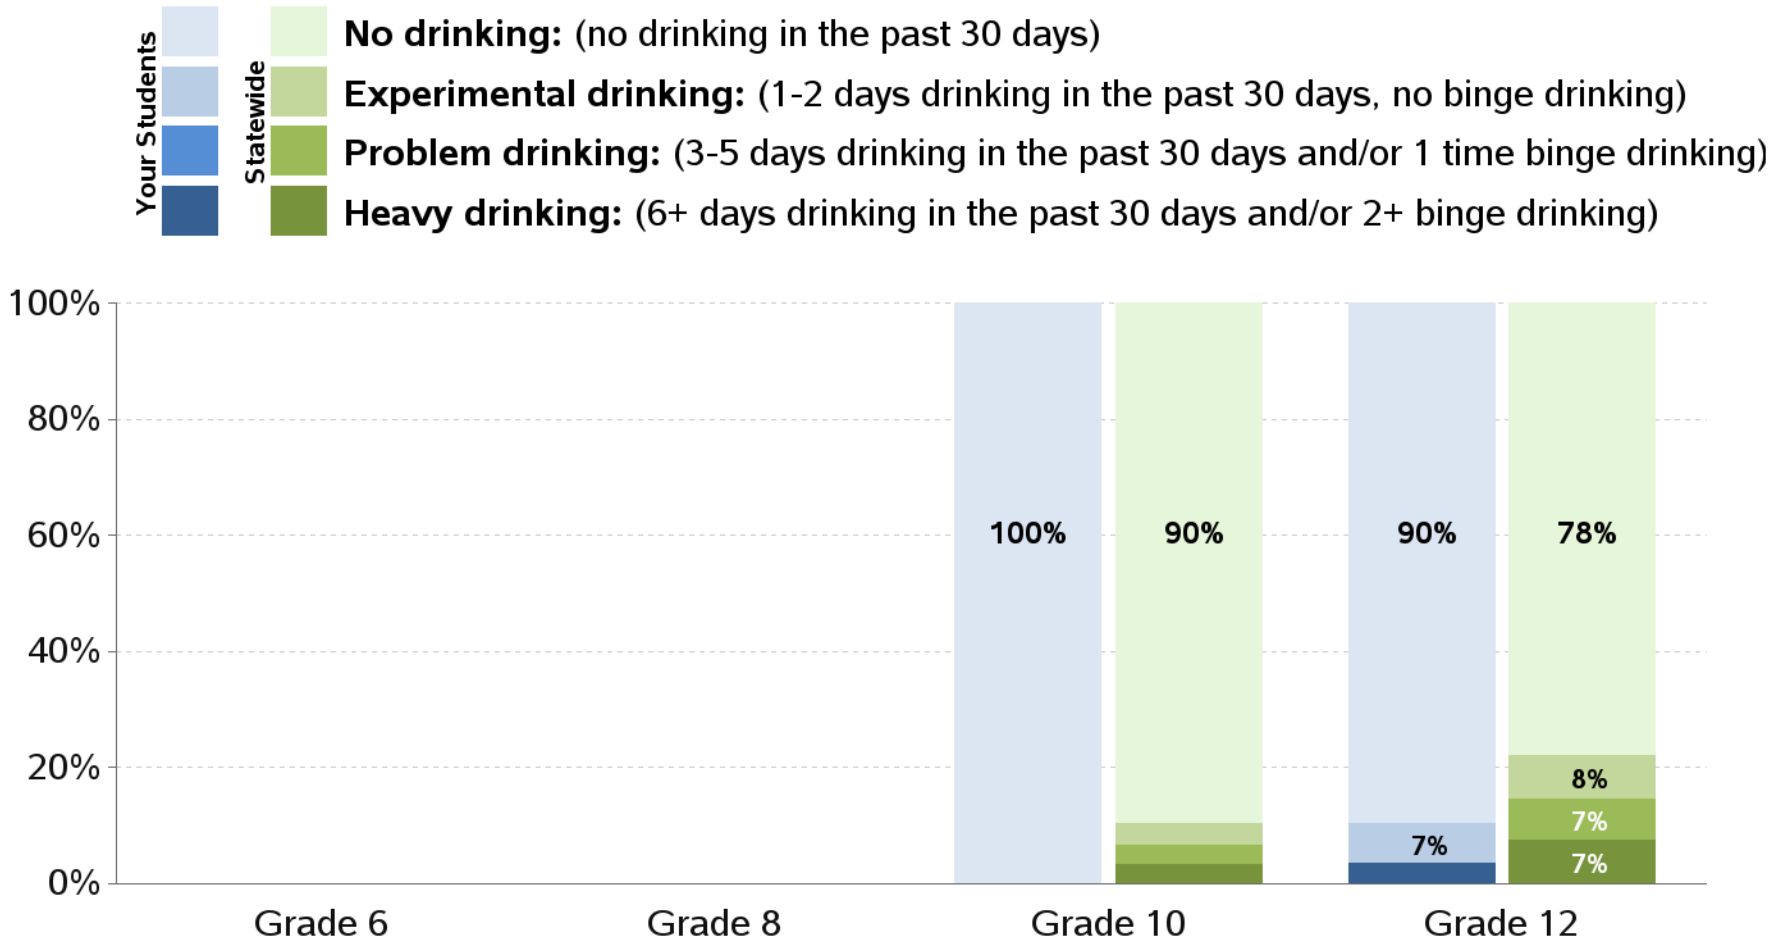 Your Students
Statewide
No drinking: (no drinking in the past 30 days)
Experimental drinking: (1-2 days drinking in the past 30 days, no binge drinking)
Problem drinking: (3-5 days drinking in the past 30 days and/or 1 time binge drinking)
Heavy drinking: (6+ days drinking in the past 30 days and/or 2+ binge drinking)
100%
80%
60%
40%
20%
0%
100%
90%
90%
7%
78%
8%
7%
7%
Grade 6
Grade 8
Grade 10
Grade 12